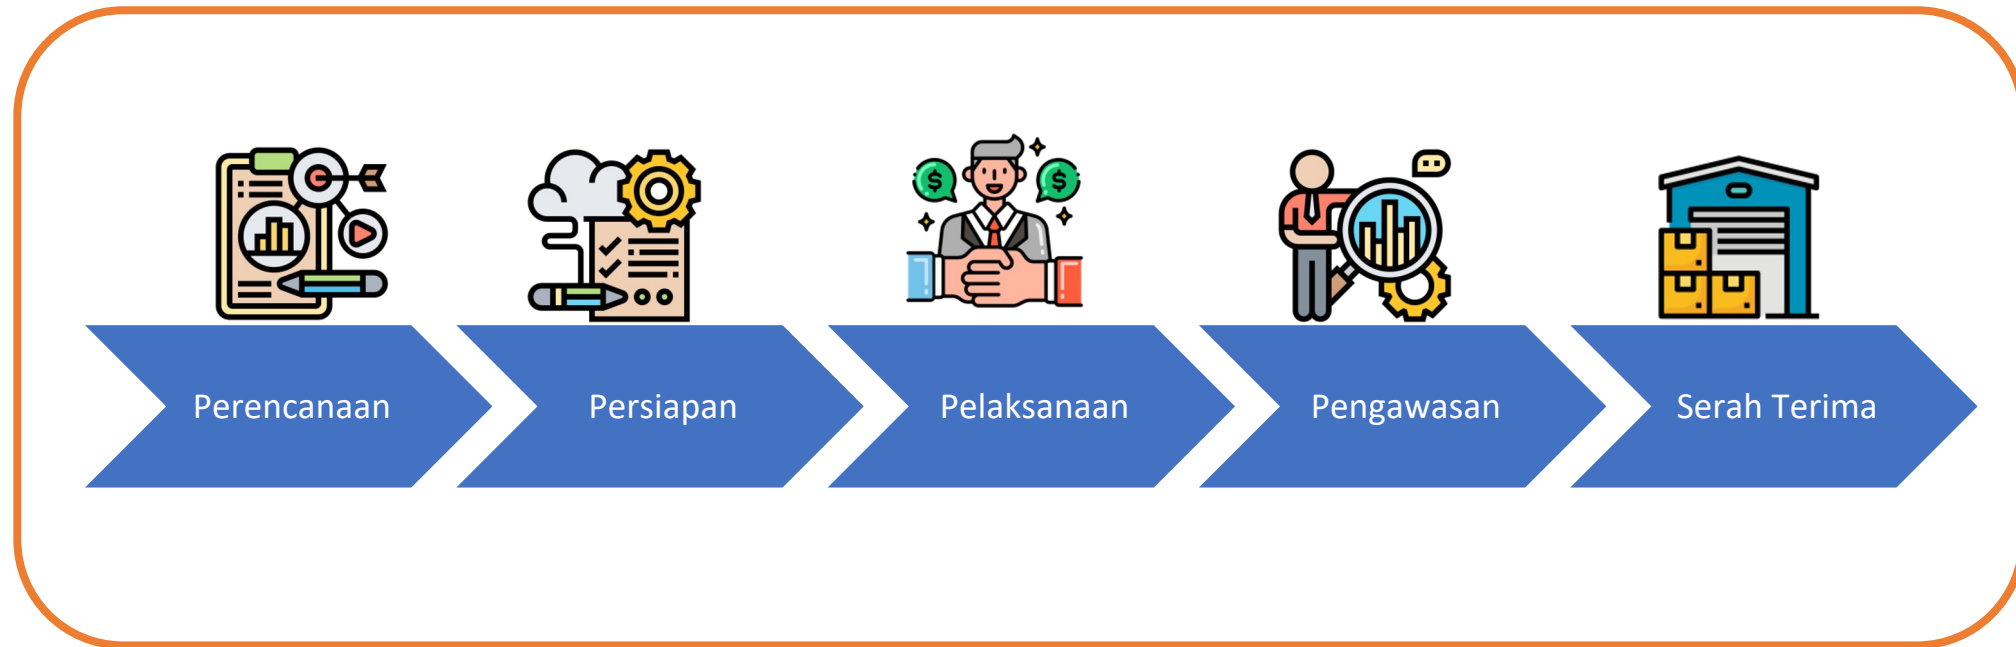 Perencanaan
Persiapan
Pelaksanaan
Pengawasan
Serah Terima